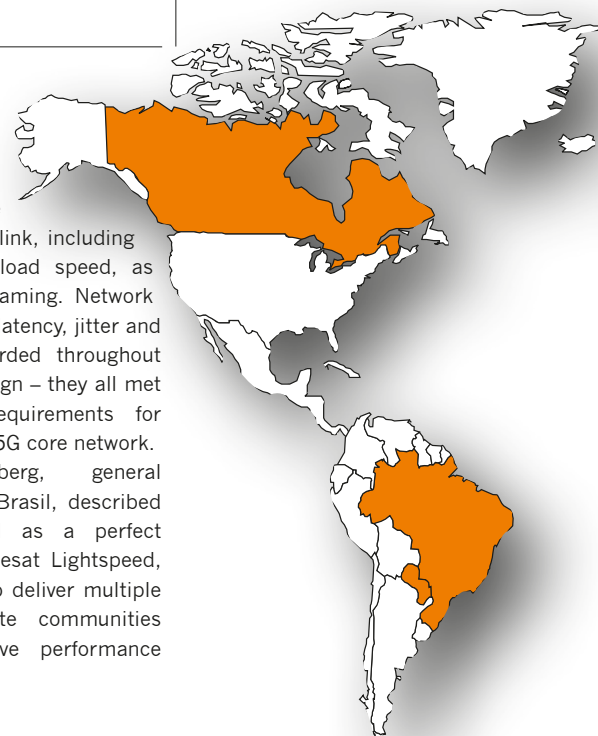 link, including
load speed, as
aming. Network
atency, jitter and
rded throughout
ign – they all met
equirements for
5G core network.
berg, general
Brasil, described
as a perfect
esat Lightspeed,
o deliver multiple
te communities
ve performance